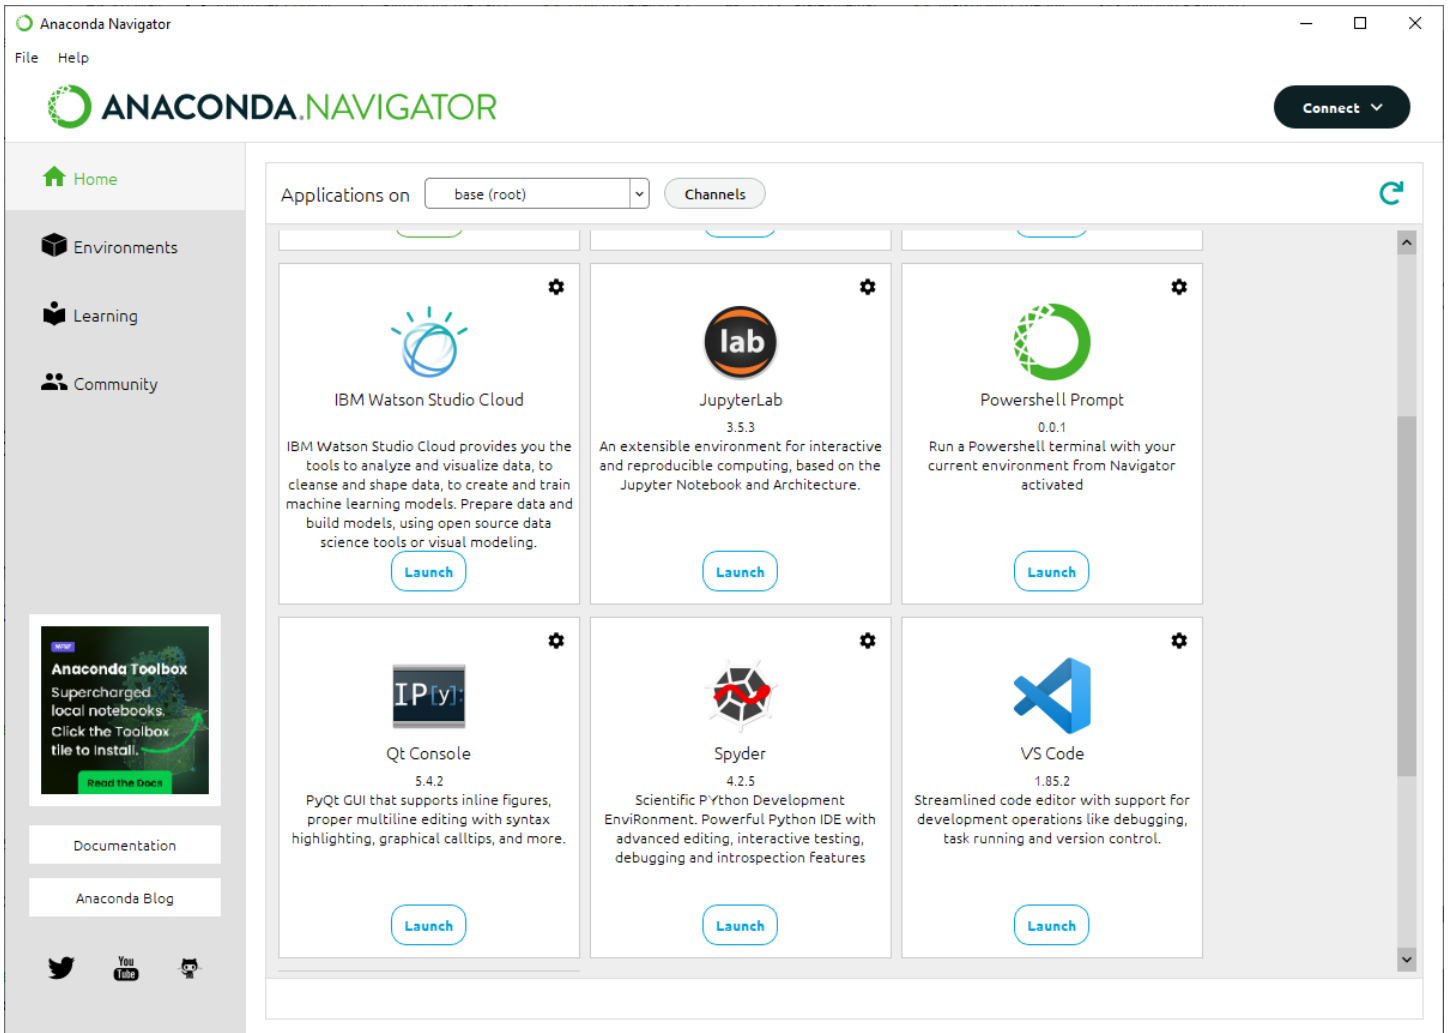 Anaconda Navigator
File Help
ANACONDA.NAVIGATOR
Connect
Home
Environments
Learning
Community
Applications on base (root) Channels
IBM Watson Studio Cloud
IBM Watson Studio Cloud provides you the
tools to analyze and visualize data, to
cleanse and shape data, to create and train
machine learning models. Prepare data and
build models, using open source data
science tools or visual modeling.
Launch
lab
JupyterLab
3.5.3
An extensible environment for interactive
and reproducible computing, based on the
Jupyter Notebook and Architecture.
Launch
Powershell Prompt
0.0.1
Run a Powershell terminal with your
current environment from Navigator
activated
Launch
IP[y]:
Qt Console
5.4.2
PyQt GUI that supports inline figures,
proper multiline editing with syntax
highlighting, graphical calltips, and more.
Launch
Spyder
4.2.5
Scientific PYthon Development
EnviRonment. Powerful Python IDE with
advanced editing, interactive testing,
debugging and introspection features
Launch
VS Code
1.85.2
Streamlined code editor with support for
development operations like debugging,
task running and version control.
Launch
Anaconda Toolbox
Supercharged
local notebooks.
Click the Toolbox
tile to Install.
Read the Docs
Documentation
Anaconda Blog
You
Tube